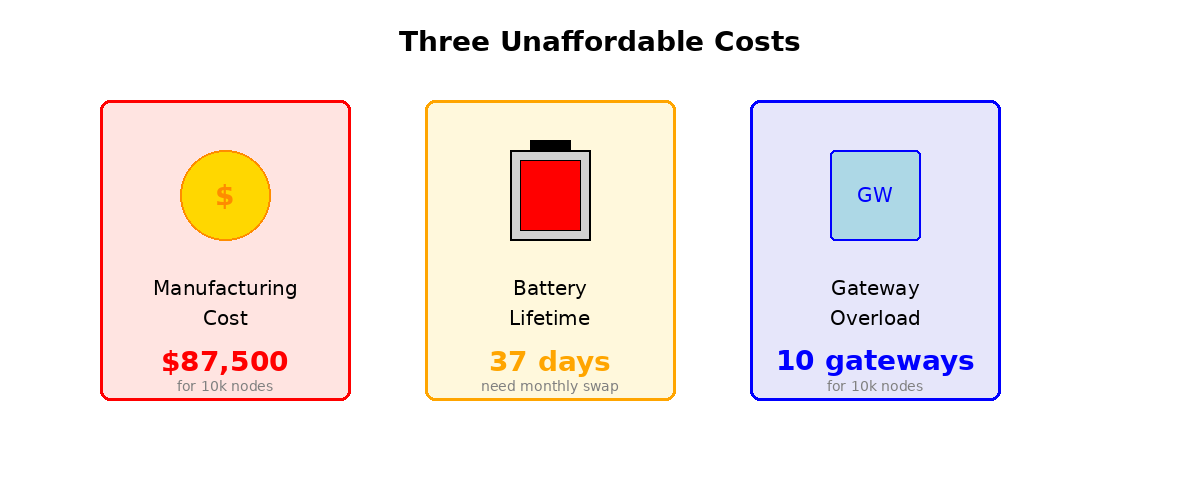 Three Unaffordable Costs
$
Manufacturing
Cost
$87,500
for 10k nodes
Battery
Lifetime
37 days
need monthly swap
GW
Gateway
Overload
10 gateways
for 10k nodes